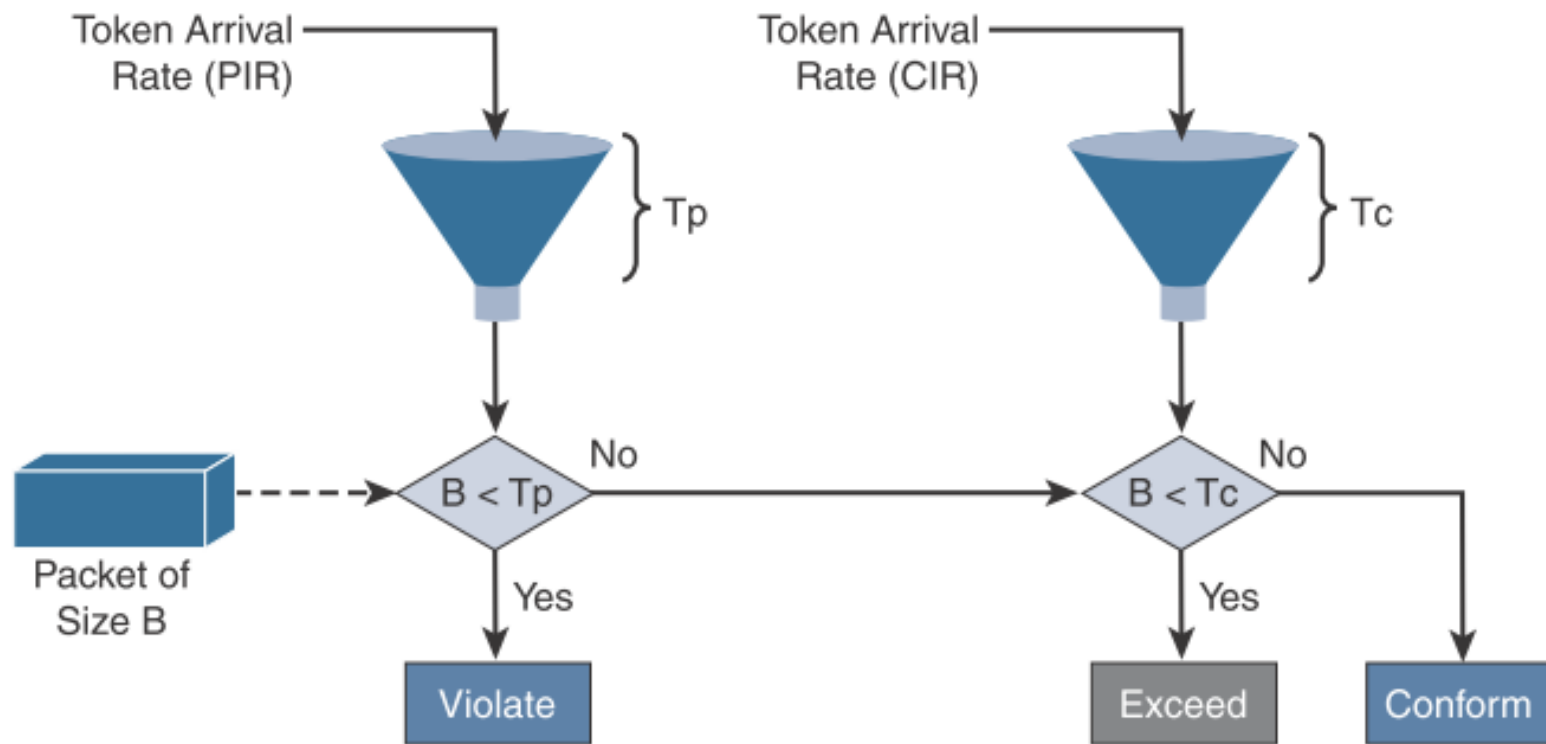 Token Arrival
Rate (PIR)
Token Arrival
Rate (CIR)
Tp
Tc
No
No
B < Tp
B < Tc
Packet of
Size B
Yes
Yes
Violate
Exceed
Conform